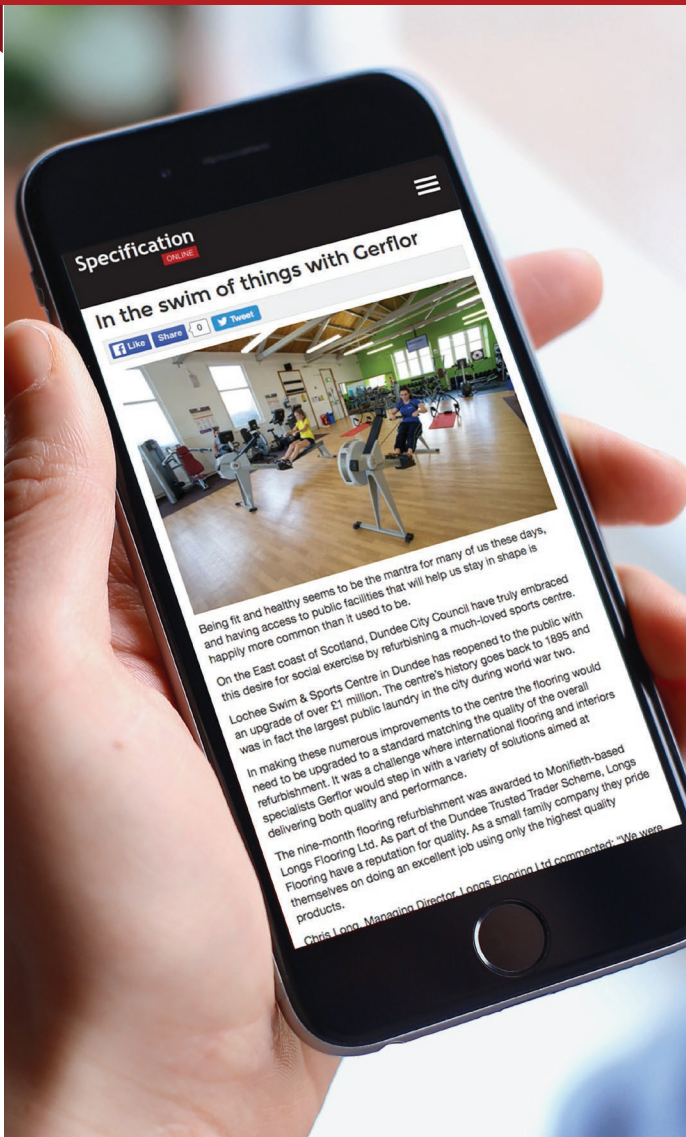 Specification
ONLINE
In the swim of things with Gerflor
Like Share 0 Tweet
Being fit and healthy seems to be the mantra for many of us these days,
and having access to public facilities that will help us stay in shape is
happily more common than it used to be.
On the East coast of Scotland, Dundee City Council have truly embraced
this desire for social exercise by refurbishing a much-loved sports centre.
Lochee Swim & Sports Centre in Dundee has reopened to the public with
an upgrade of over £1 million. The centre's history goes back to 1895 and
was in fact the largest public laundry in the city during world war two.
In making these numerous improvements to the centre the flooring would
need to be upgraded to a standard matching the quality of the overall
refurbishment. It was a challenge where international flooring and interiors
specialists Gerflor would step in with a variety of solutions aimed at
delivering both quality and performance.
The nine-month flooring refurbishment was awarded to Monifieth-based
Longs Flooring Ltd. As part of the Dundee Trusted Trader Scheme, Longs
Flooring have a reputation for quality. As a small family company they pride
themselves on doing an excellent job using only the highest quality
products.
Chris Long, Managing Director, Longs Flooring Ltd commented: "We were